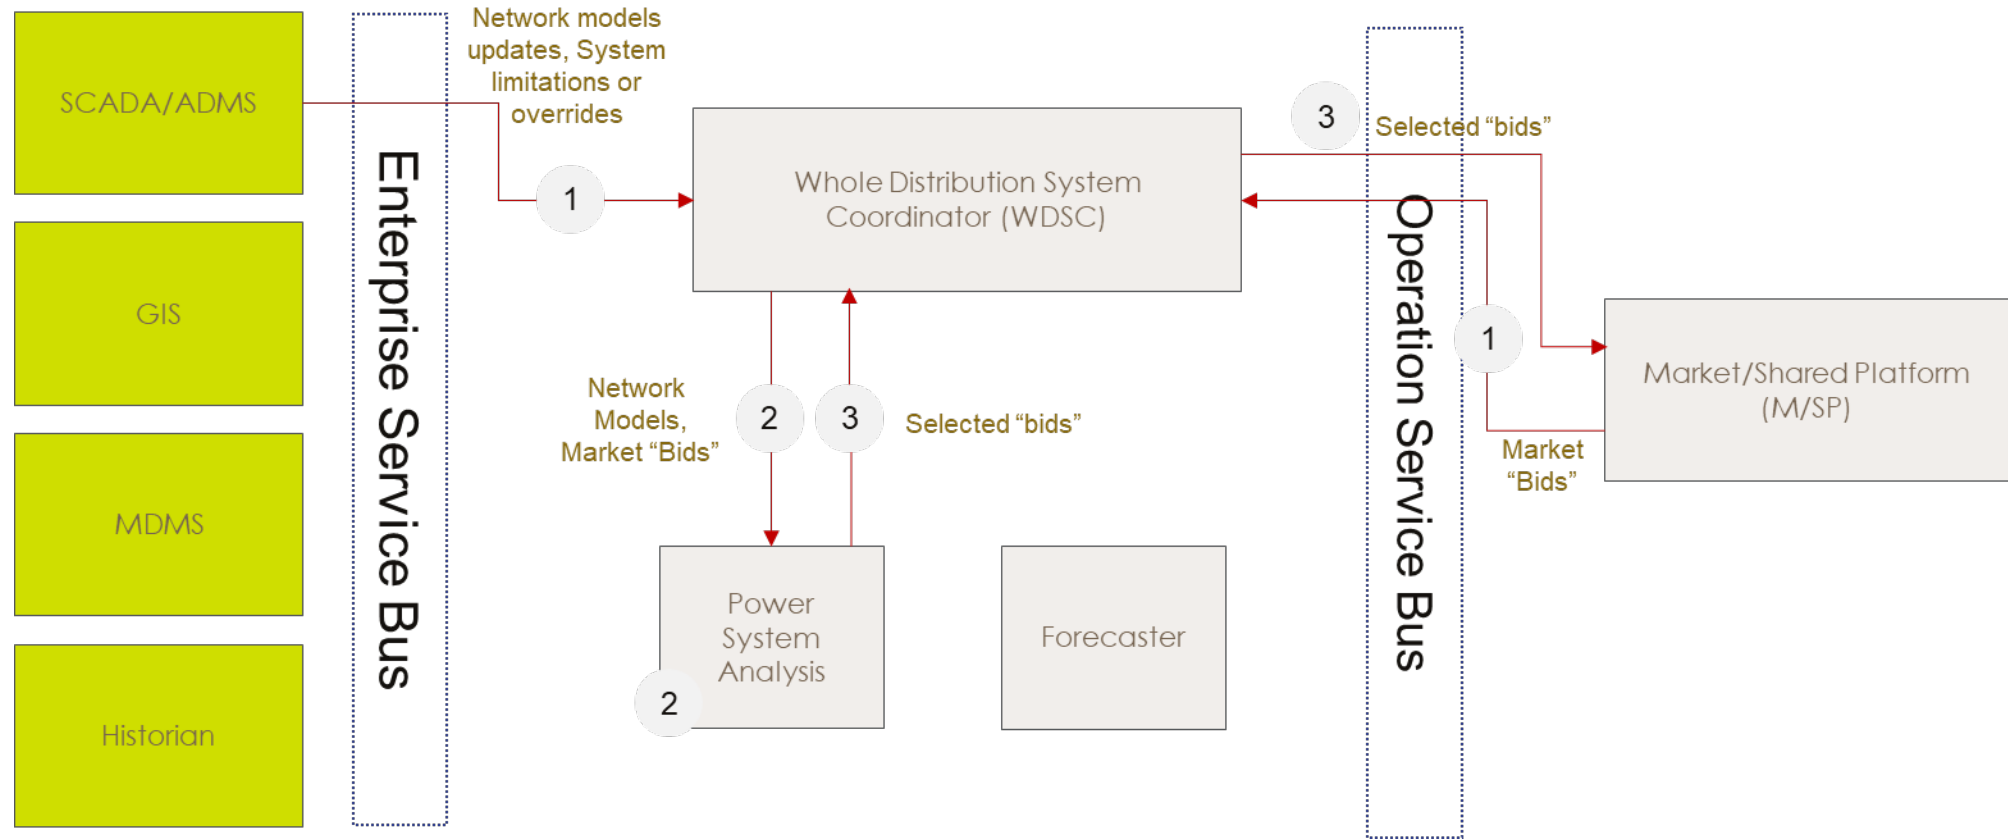 SCADA/ADMS
GIS
MDMS
Historian
Enterprise Service Bus
Network models
updates, System
limitations or
overrides
1
Whole Distribution System
Coordinator (WDSC)
Network
Models,
Market “Bids”
2
3
Selected “bids”
Power
System
Analysis
2
Forecaster
3
Selected “bids”
Operation Service Bus
1
Market
“Bids”
Market/Shared Platform
(M/SP)